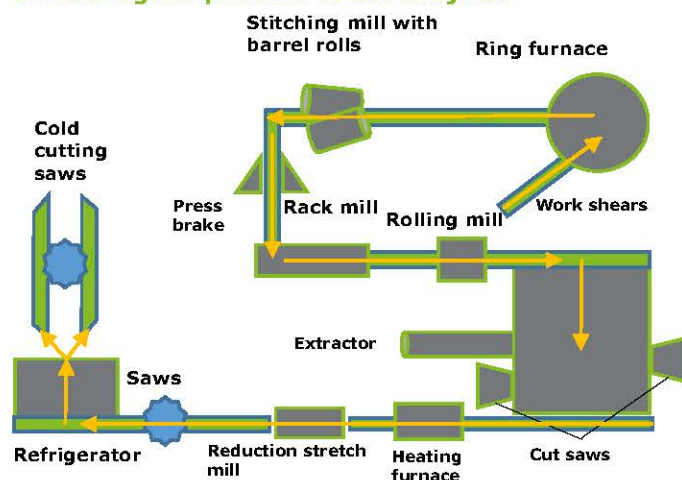 Stitching mill with
barrel rolls
Ring furnace
Cold
cutting
saws
Press
brake
Rack mill
Rolling mill
Work shears
Extractor
Saws
Refrigerator
Reduction stretch
mill
Heating
furnace
Cut saws